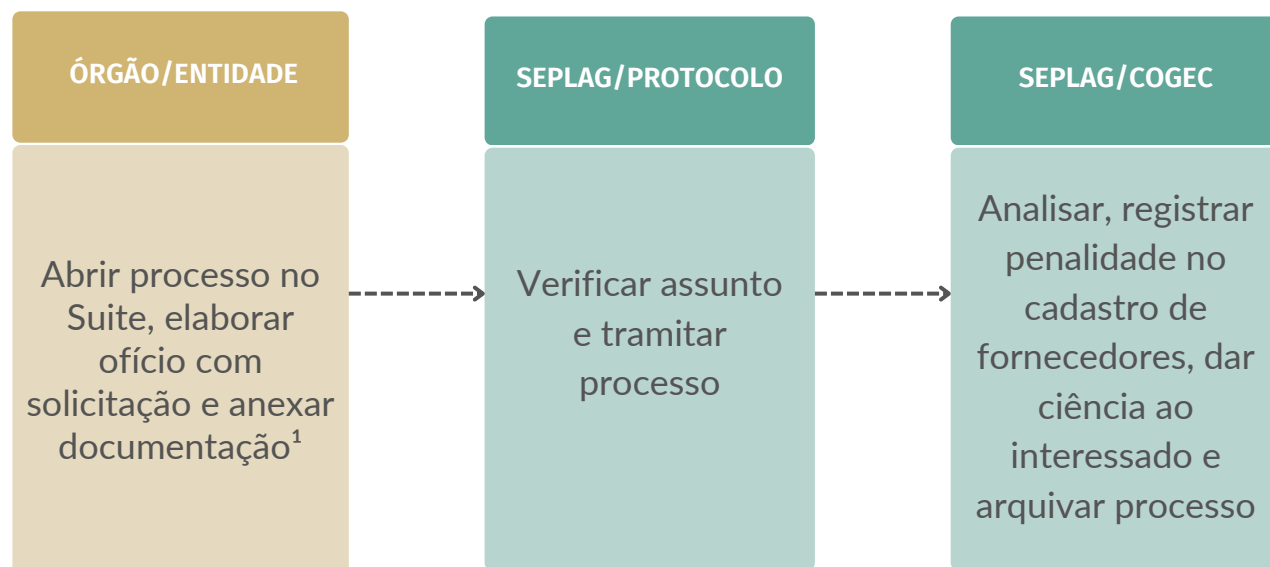 ÓRGÃO/ENTIDADE
Abrir processo no
Suite, elaborar
ofício com
solicitação e anexar
documentação¹
SEPLAG/PROTOCOLO
Verificar assunto
e tramitar
processo
SEPLAG/COGEC
Analisar, registrar
penalidade no
cadastro de
fornecedores, dar
ciência ao
interessado e
arquivar processo